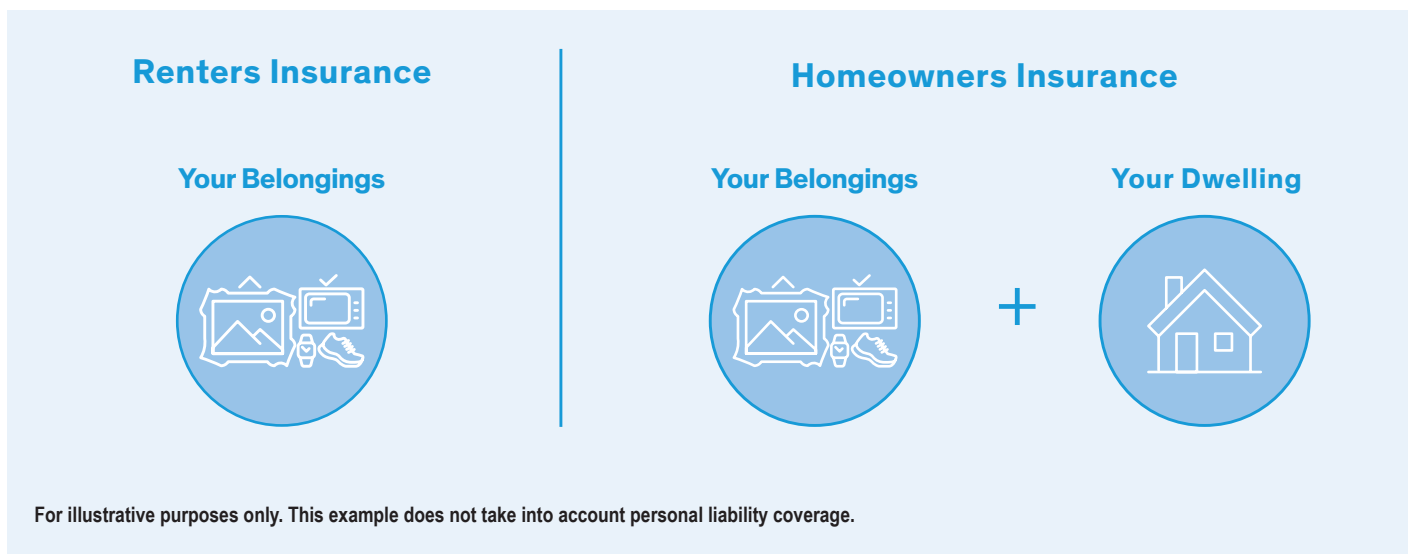 Renters Insurance
Your Belongings
Homeowners Insurance
Your Belongings
Your Dwelling
+
For illustrative purposes only. This example does not take into account personal liability coverage.